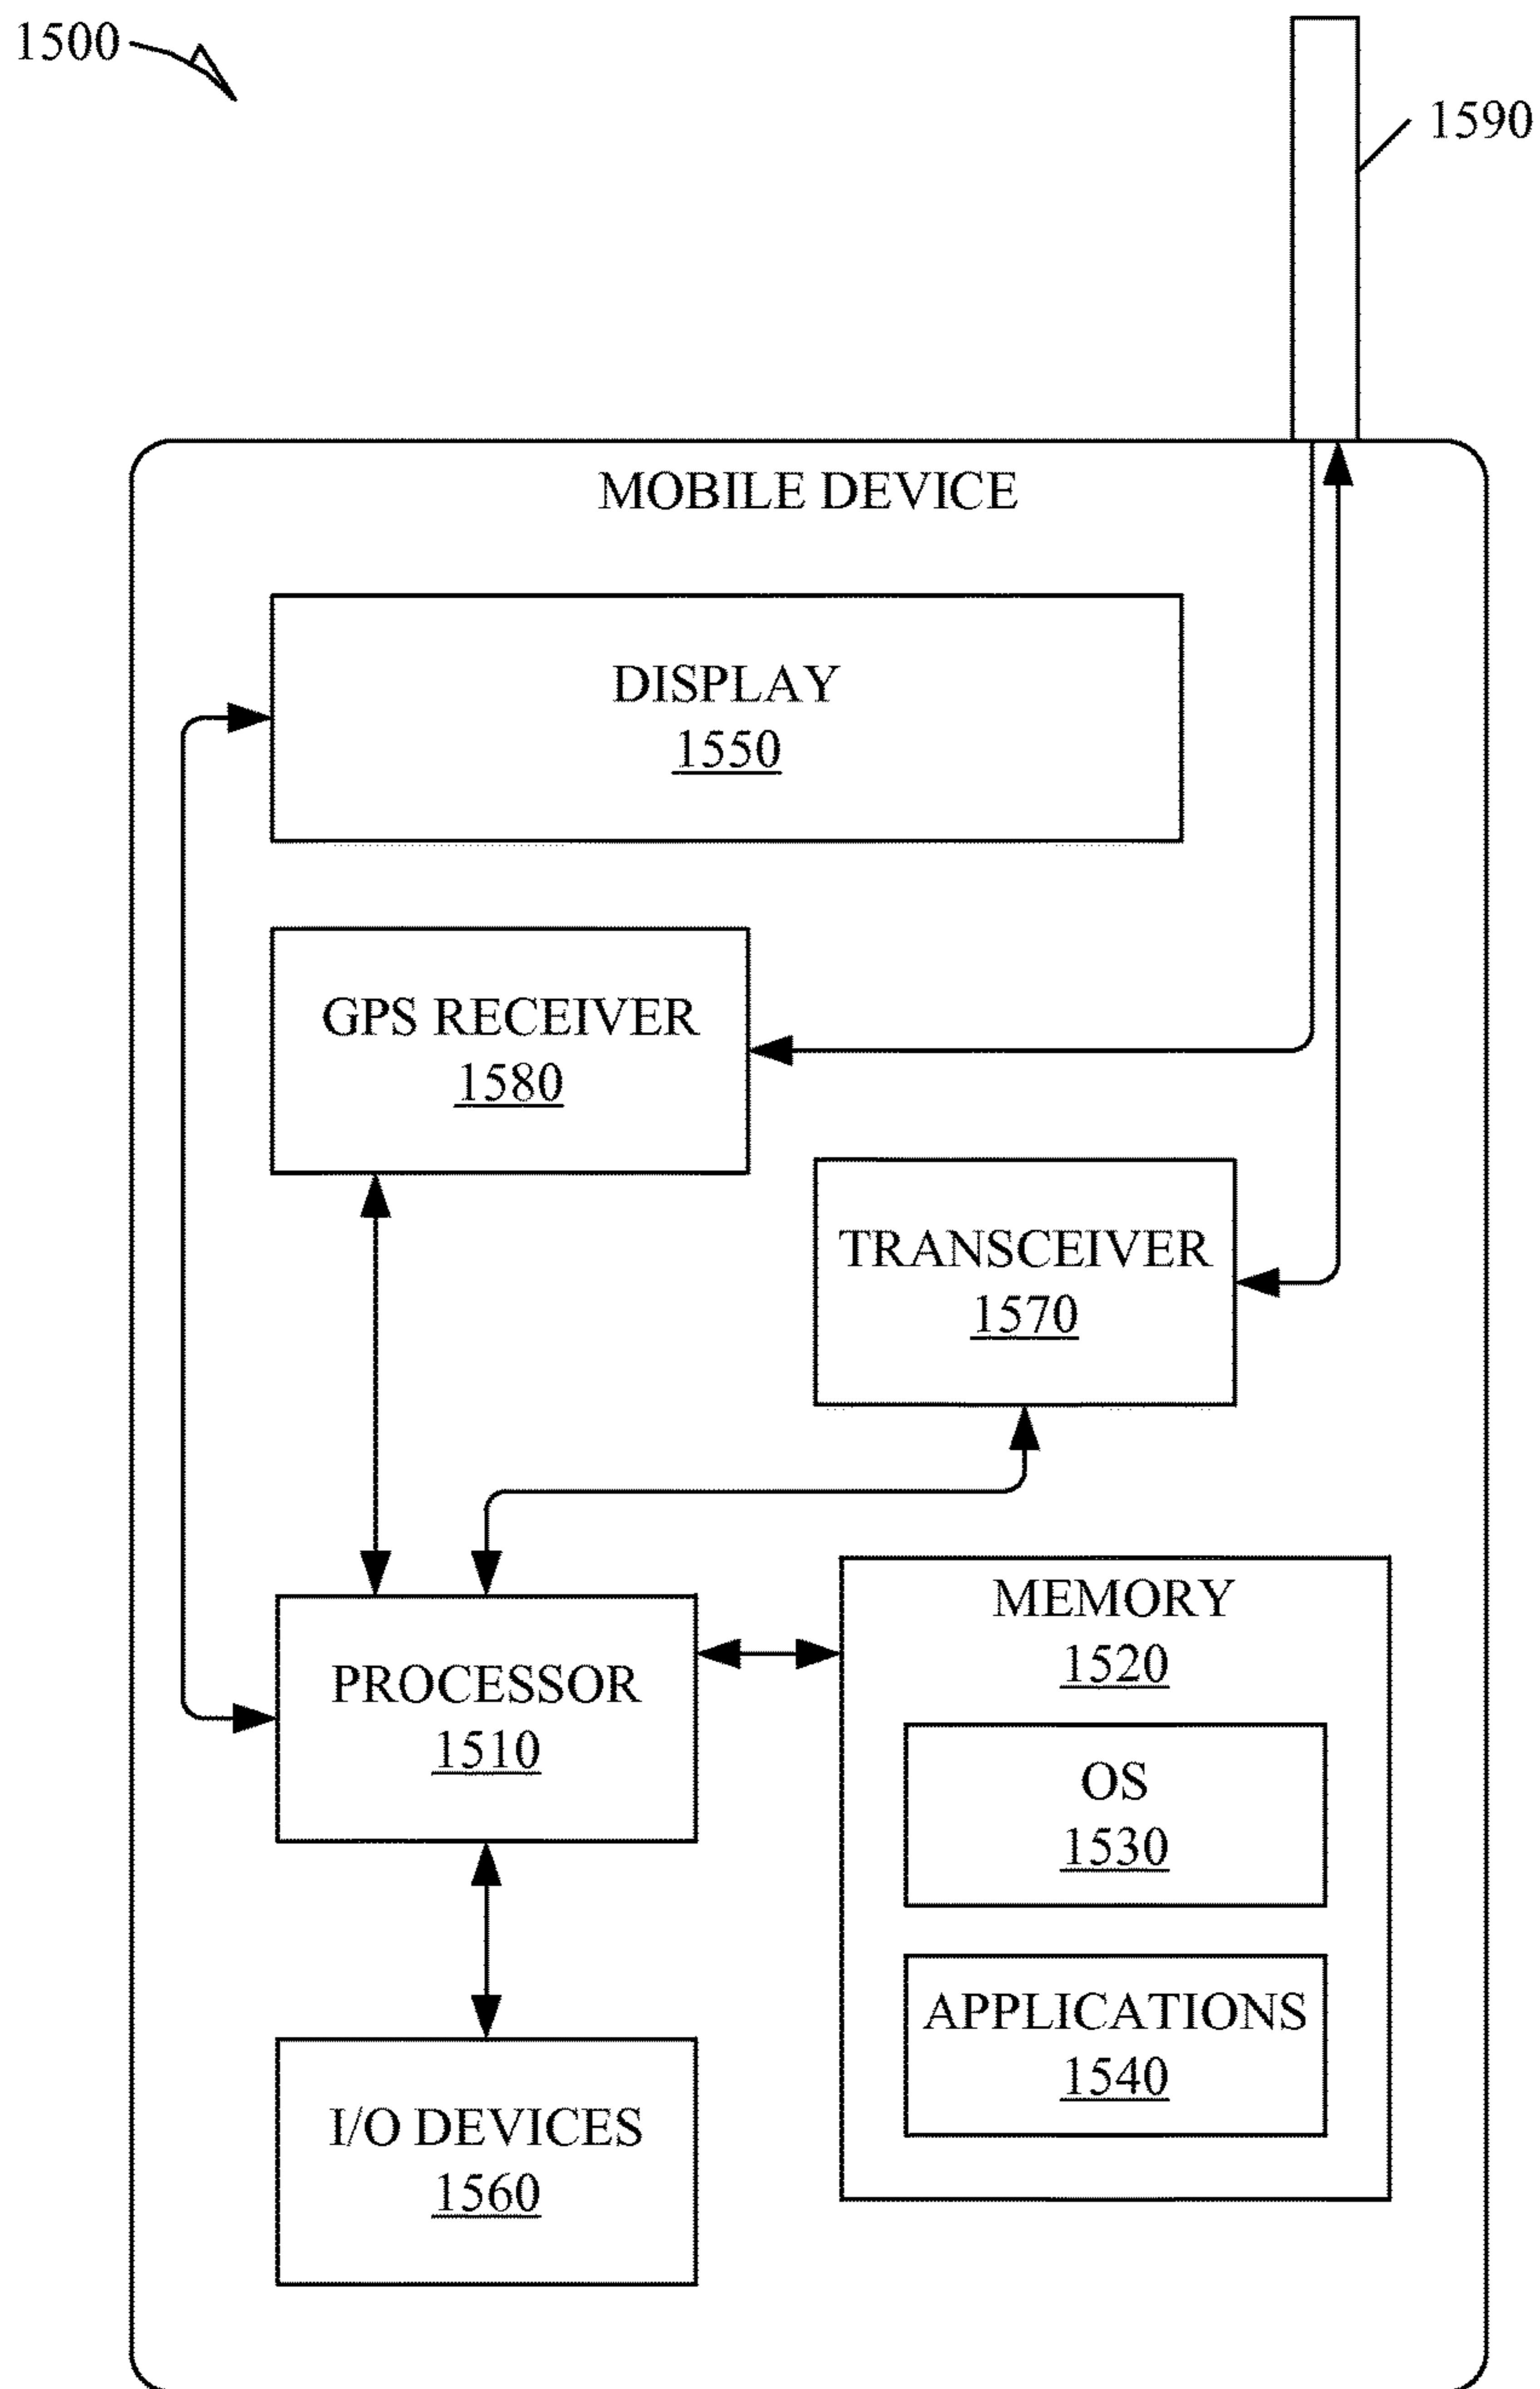 1500
1590
MOBILE DEVICE
DISPLAY
1550
GPS RECEIVER
1580
TRANSCEIVER
1570
MEMORY
1520
PROCESSOR
1510
OS
1530
APPLICATIONS
1540
I/O DEVICES
1560